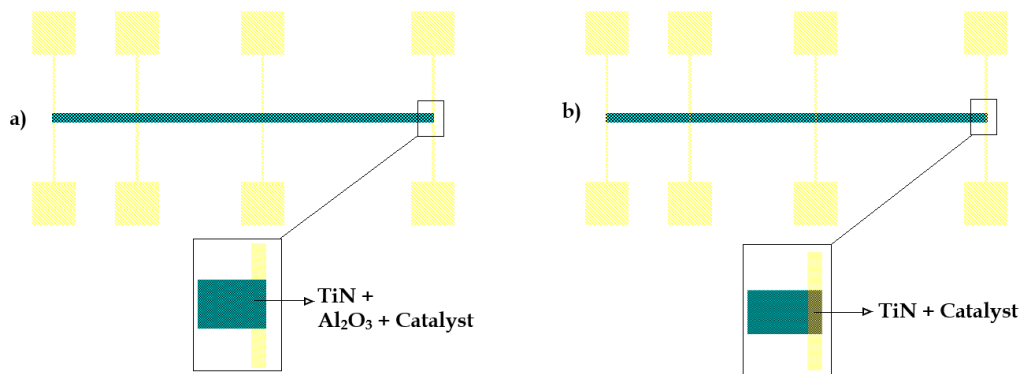 a)
TiN +
Al₂O₃ + Catalyst
b)
TiN + Catalyst